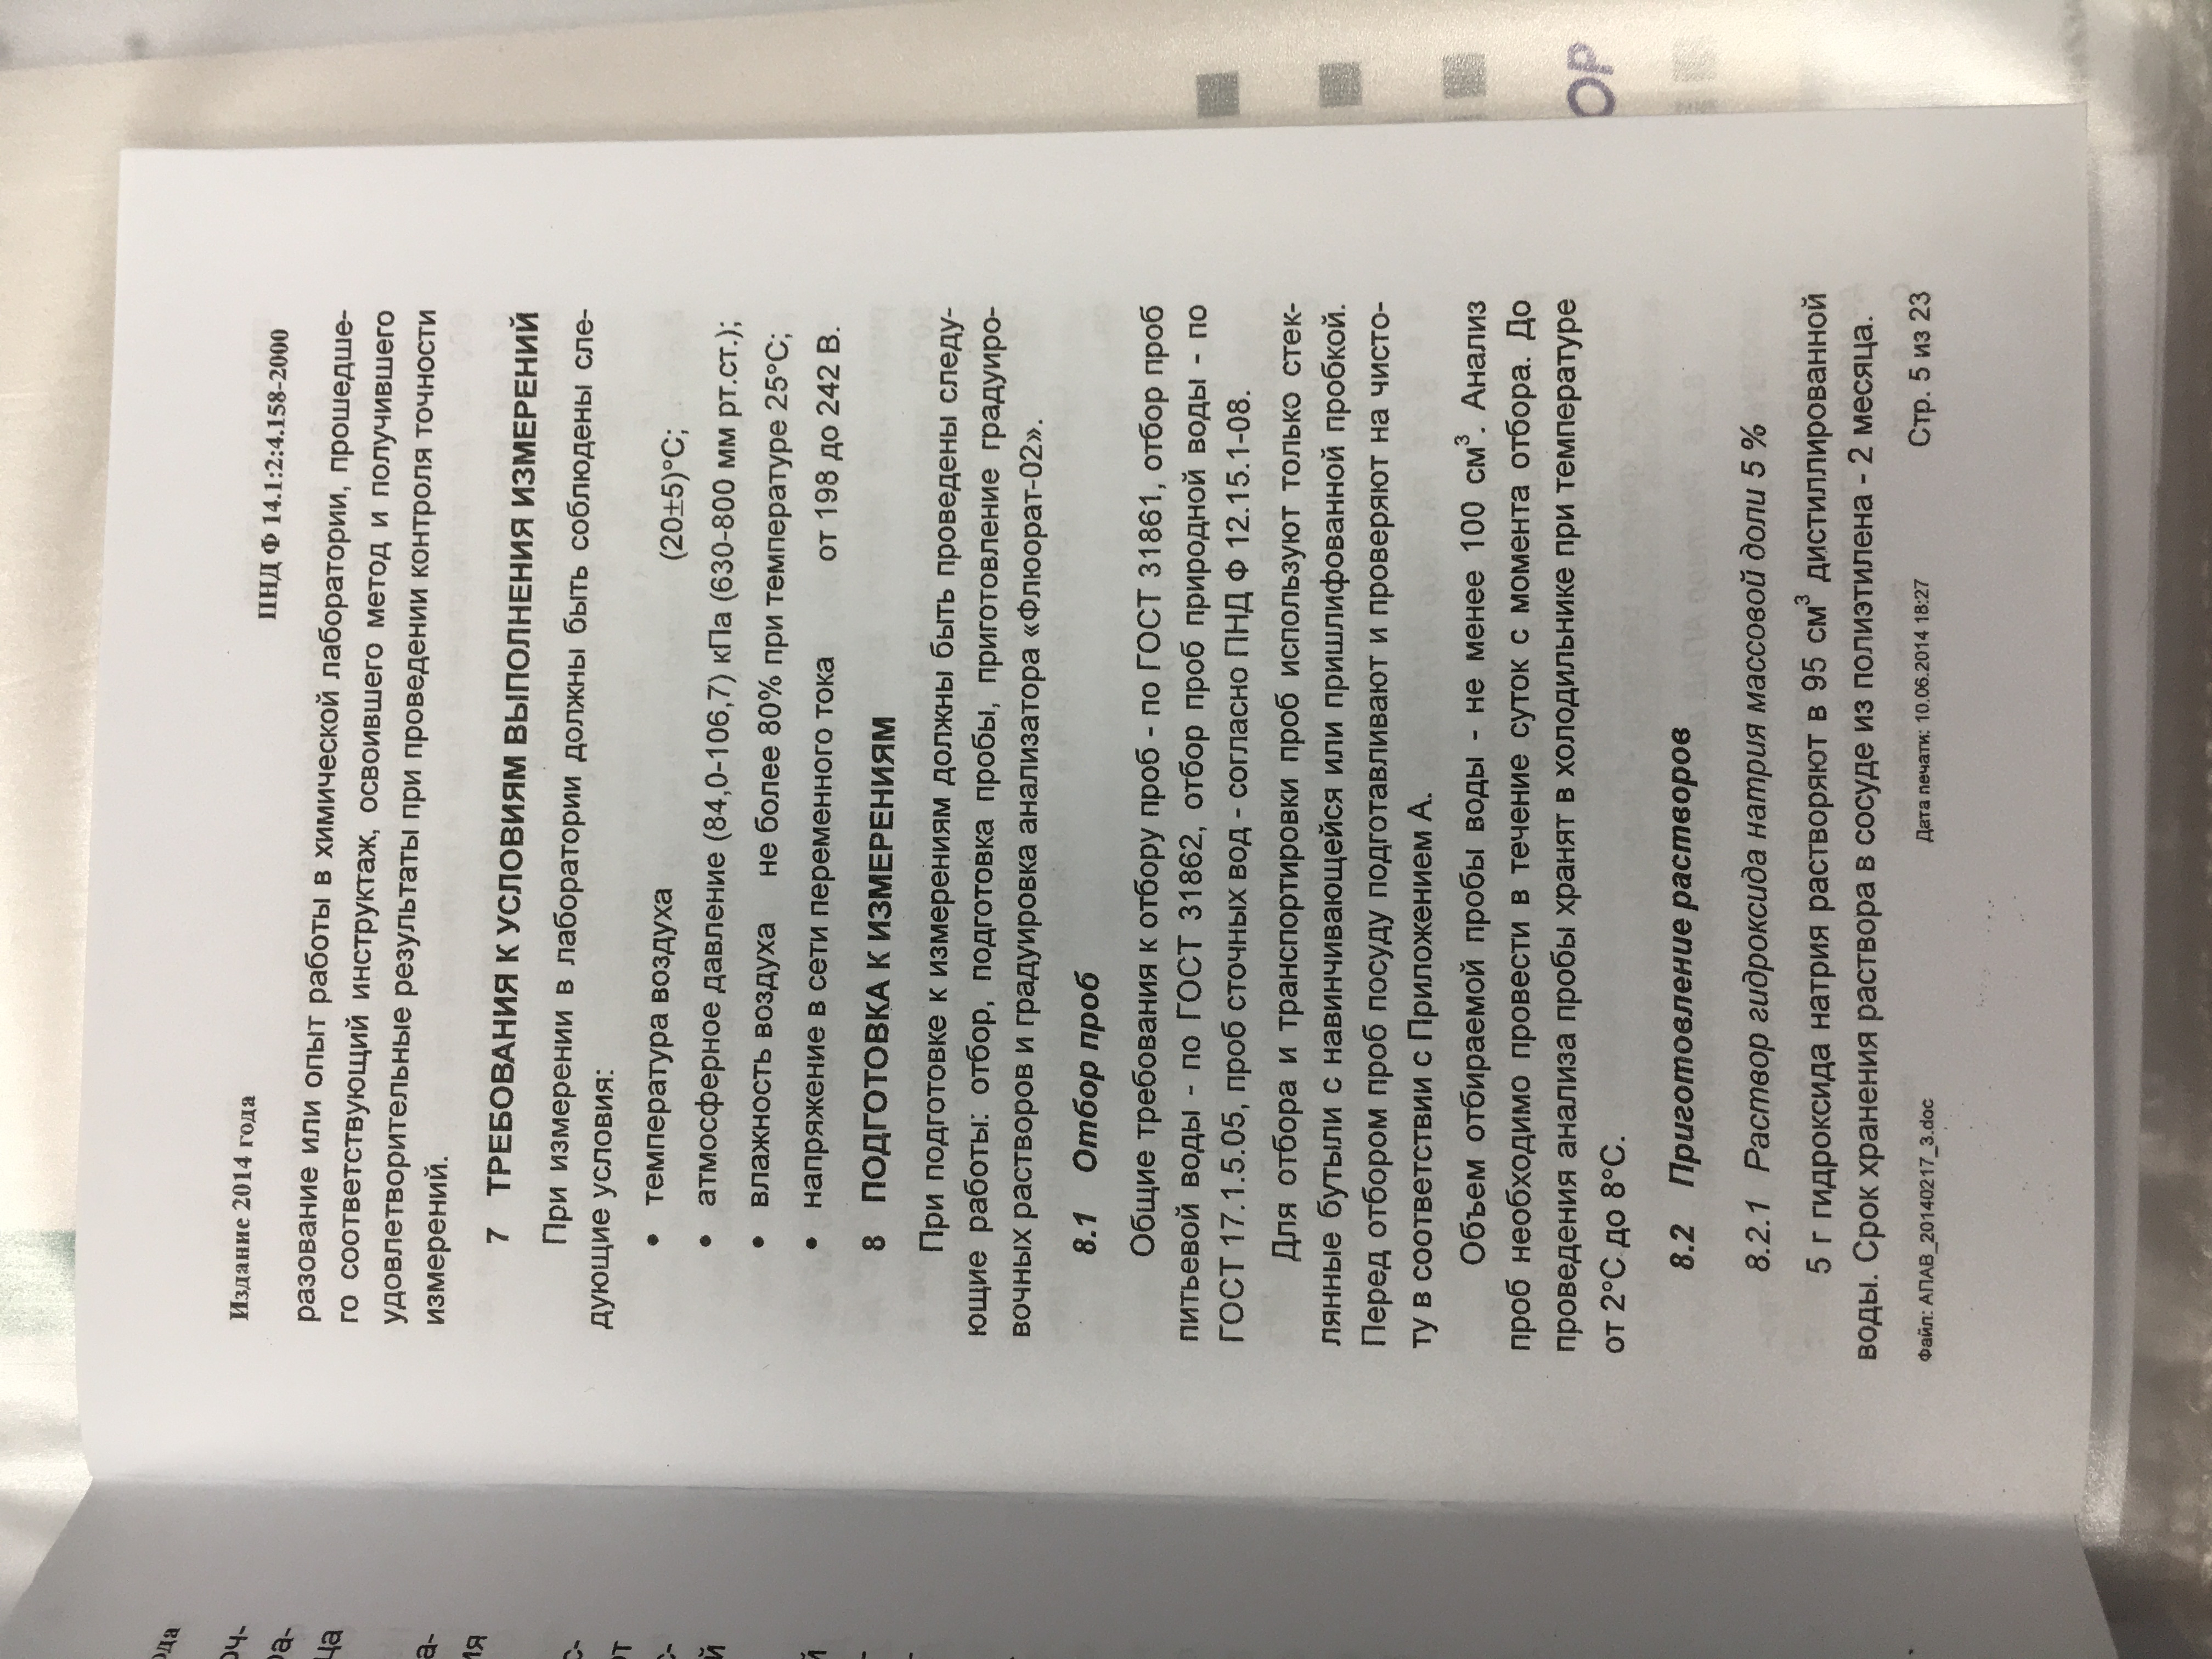 Издание 2014 года
ПНД Ф 14.1:2:4.158-2000
разование или опыт работы в химической лаборатории, прошедше-
го соответствующий инструктаж, освоившего метод и получившего
удовлетворительные результаты при проведении контроля точности
измерений.
7 ТРЕБОВАНИЯ К УСЛОВИЯМ ВЫПОЛНЕНИЯ ИЗМЕРЕНИЙ
При измерении в лаборатории должны быть соблюдены сле-
дующие условия:
• температура воздуха (20±5)°С;
• атмосферное давление (84,0-106,7) кПа (630-800 мм рт.ст.);
• влажность воздуха не более 80% при температуре 25°С;
• напряжение в сети переменного тока от 198 до 242 В.
8 ПОДГОТОВКА К ИЗМЕРЕНИЯМ
При подготовке к измерениям должны быть проведены следу-
ющие работы: отбор, подготовка пробы, приготовление градуиро-
вочных растворов и градуировка анализатора «Флюорат-02».
8.1 Отбор проб
Общие требования к отбору проб - по ГОСТ 31861, отбор проб
питьевой воды - по ГОСТ 31862, отбор проб природной воды - по
ГОСТ 17.1.5.05, проб сточных вод - согласно ПНД Ф 12.15.1-08.
Для отбора и транспортировки проб используют только стек-
лянные бутыли с навинчивающейся или пришлифованной пробкой.
Перед отбором проб посуду подготавливают и проверяют на чисто-
ту в соответствии с Приложением А.
Объем отбираемой пробы воды - не менее 100 см³. Анализ
проб необходимо провести в течение суток с момента отбора. До
проведения анализа пробы хранят в холодильнике при температуре
от 2°С до 8°С.
8.2 Приготовление растворов
8.2.1 Раствор гидроксида натрия массовой доли 5 %
5 г гидроксида натрия растворяют в 95 см³ дистиллированной
воды. Срок хранения раствора в сосуде из полиэтилена - 2 месяца.
Файл: АПАВ_20140217_3.doc Дата печати: 10.06.2014 18:27 Стр. 5 из 23